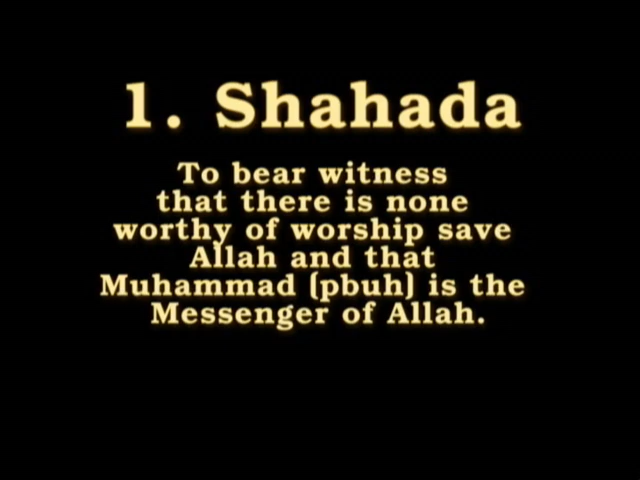 1. Shahada
To bear witness
that there is none
worthy of worship save
Allah and that
Muhammad (pbuh) is the
Messenger of Allah.